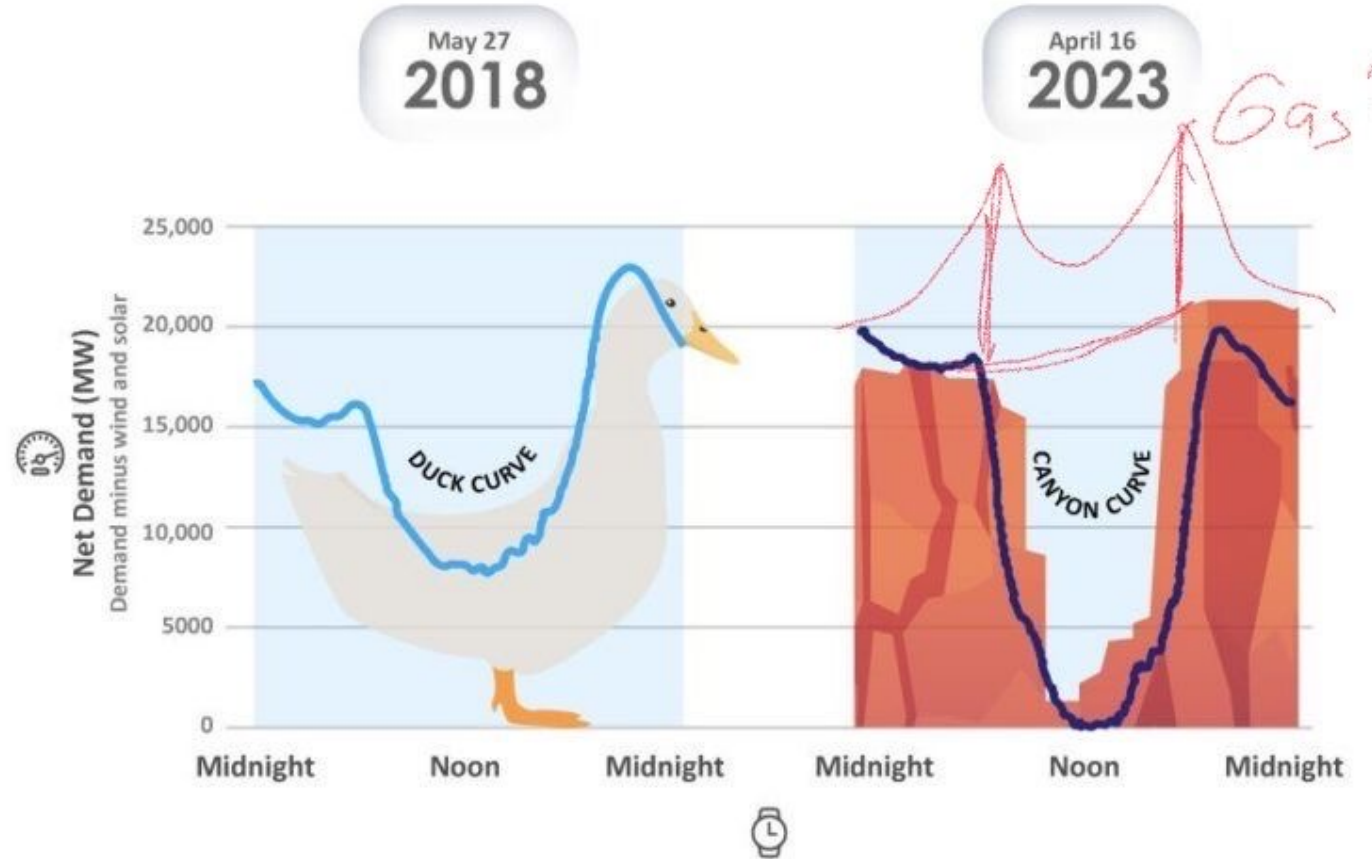 May 27
2018
April 16
2023
Gas
25,000
20,000
15,000
10,000
5000
0
Net Demand (MW)
Demand minus wind and solar
DUCK CURVE
CANYON CURVE
Midnight
Noon
Midnight
Midnight
Noon
Midnight